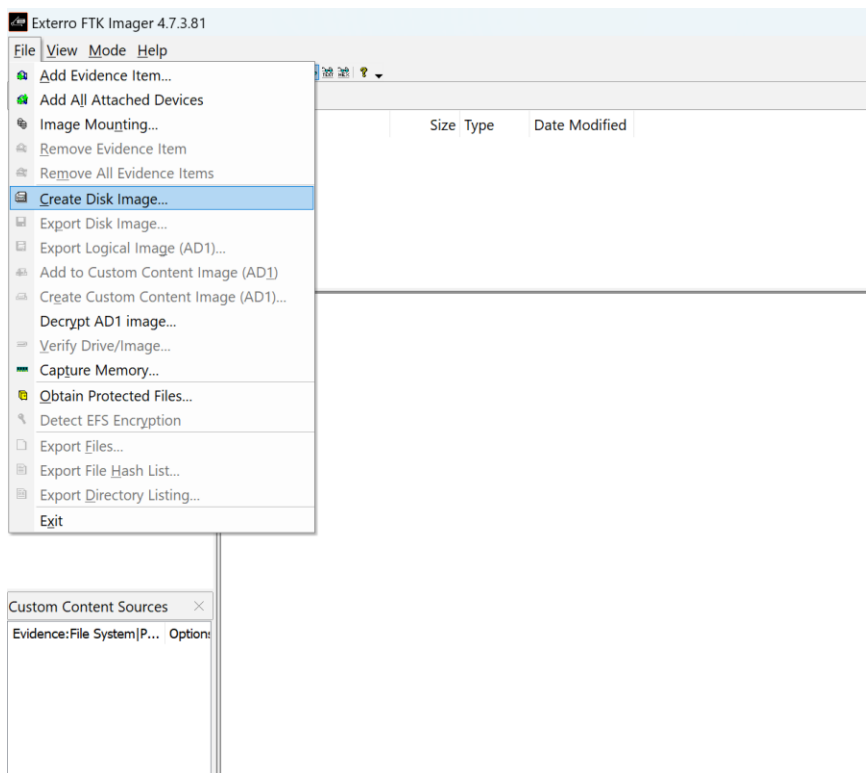 Exterro FTK Imager 4.7.3.81
File View Mode Help
Add Evidence Item...
Add All Attached Devices
Image Mounting...
Size Type Date Modified
Remove Evidence Item
Remove All Evidence Items
Create Disk Image...
Export Disk Image...
Export Logical Image (AD1)...
Add to Custom Content Image (AD1)
Create Custom Content Image (AD1)...
Decrypt AD1 image...
Verify Drive/Image...
Capture Memory...
Obtain Protected Files...
Detect EFS Encryption
Export Files...
Export File Hash List...
Export Directory Listing...
Exit
Custom Content Sources
Evidence:File System|P... Options